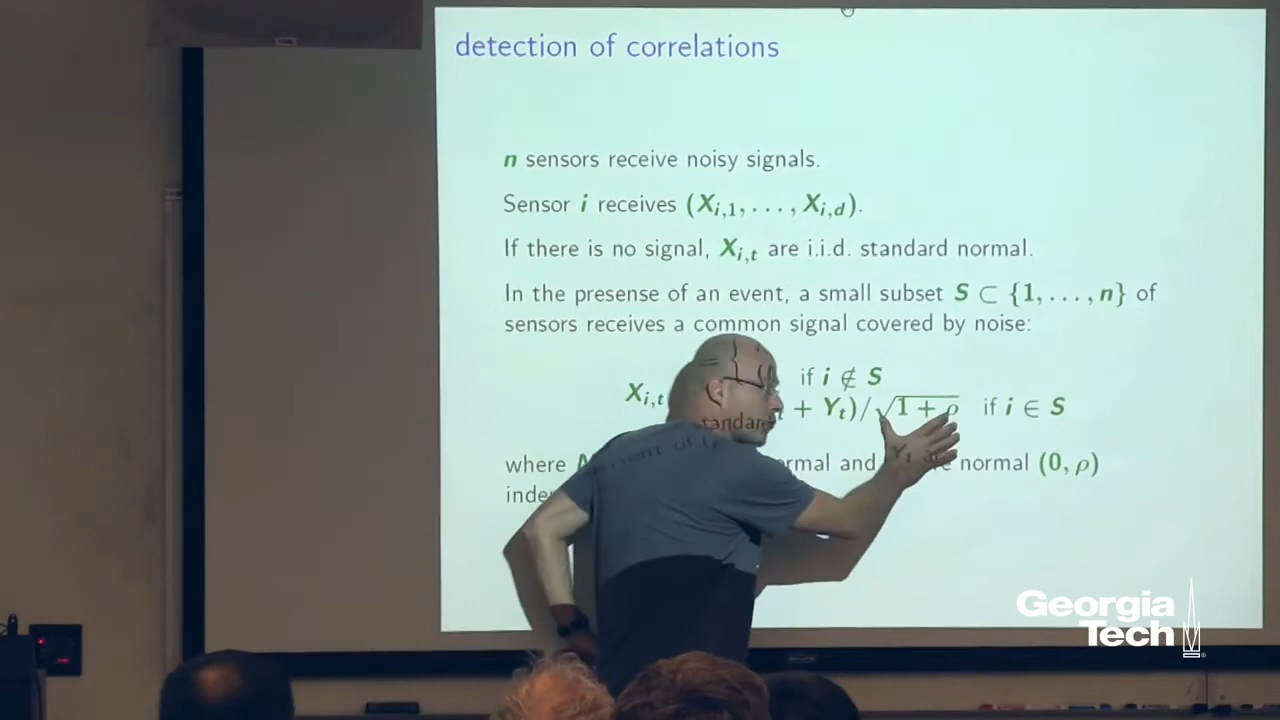 detection of correlations
n sensors receive noisy signals.
Sensor i receives (X_{i,1}, . . . , X_{i,d}).
If there is no signal, X_{i,t} are i.i.d. standard normal.
In the presense of an event, a small subset S ⊂ {1, . . . , n} of
sensors receives a common signal covered by noise:
if i ∉ S
X_{i,t}
+ Y_t)/√1 + ρ if i ∈ S
where and Y_t normal (0, ρ)
Georgia
Tech